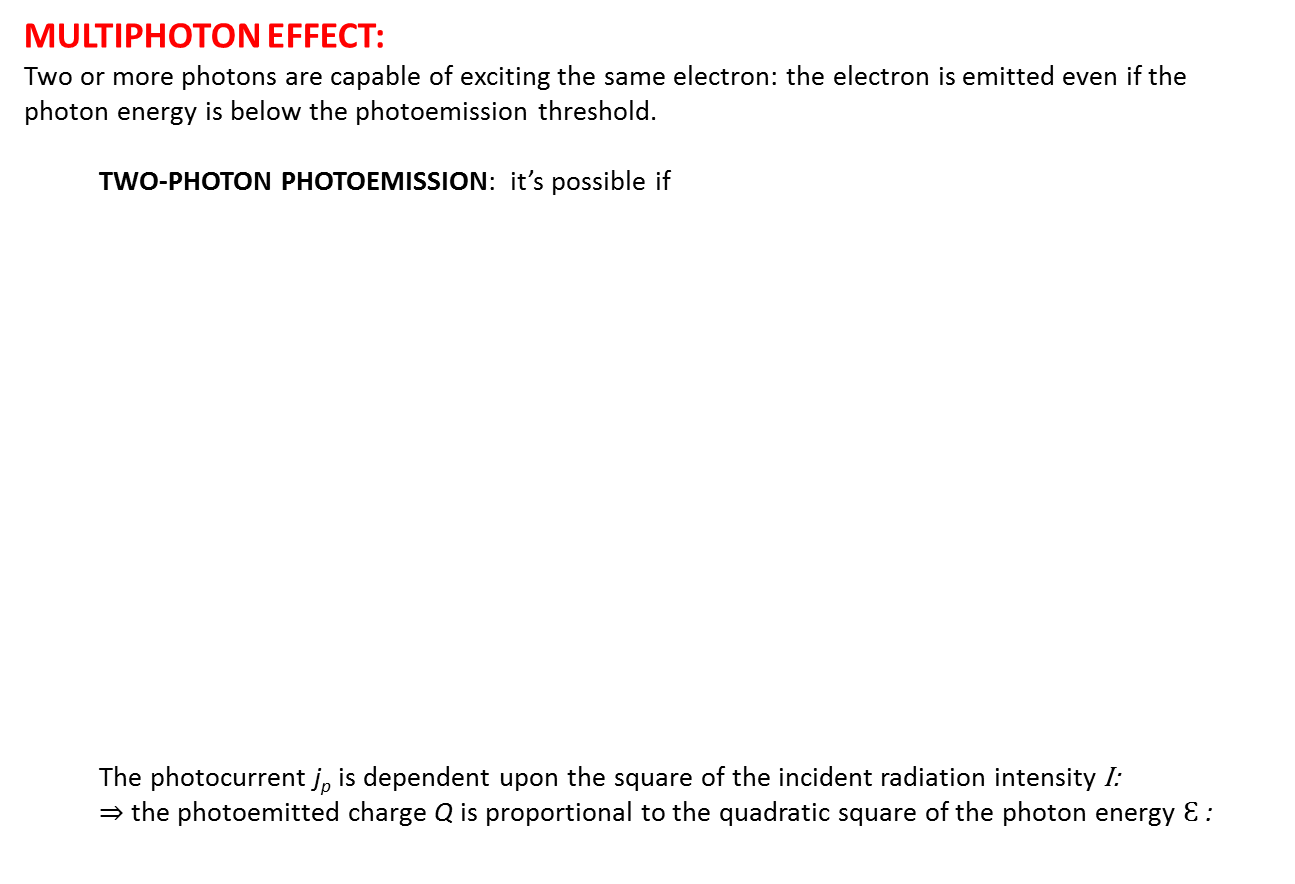 MULTIPHOTON EFFECT:
Two or more photons are capable of exciting the same electron: the electron is emitted even if the
photon energy is below the photoemission threshold.
TWO-PHOTON PHOTOEMISSION: it’s possible if
The photocurrent jp is dependent upon the square of the incident radiation intensity I:
⇒ the photoemitted charge Q is proportional to the quadratic square of the photon energy Ɛ :